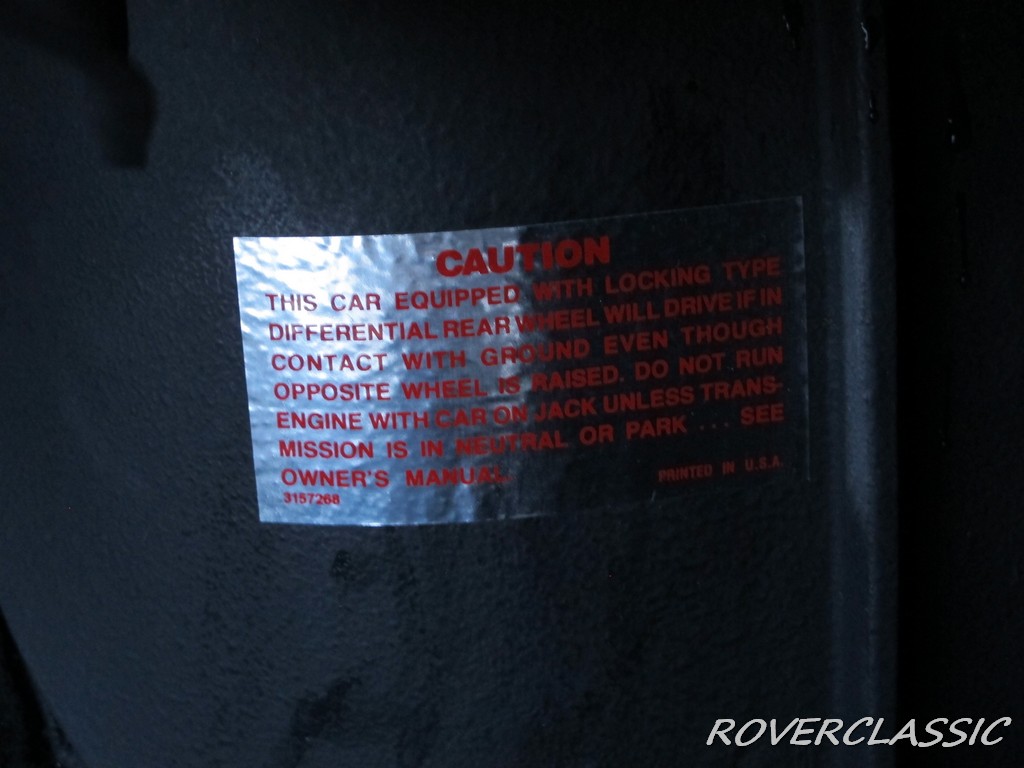 CAUTION
THIS CAR EQUIPPED WITH LOCKING TYPE
DIFFERENTIAL REAR WHEEL WILL DRIVE IF IN
CONTACT WITH GROUND EVEN THOUGH
OPPOSITE WHEEL IS RAISED. DO NOT RUN
ENGINE WITH CAR ON JACK UNLESS TRANS-
MISSION IS IN NEUTRAL OR PARK ... SEE
OWNER'S MANUAL.
3157268
PRINTED IN U.S.A.
ROVERCLASSIC